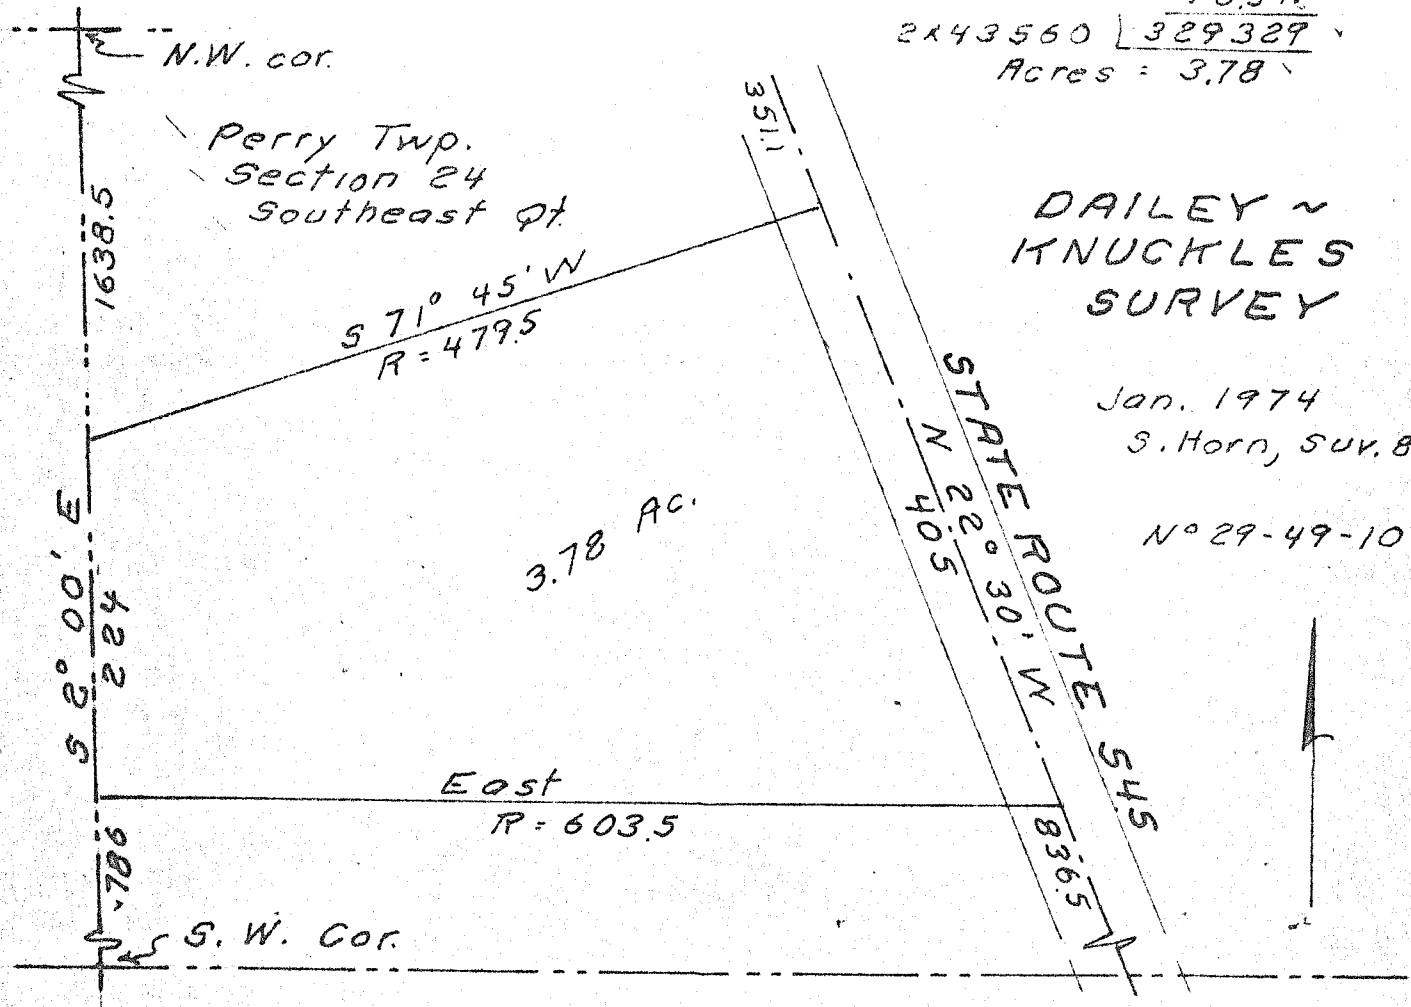 2x43560 329329
Acres = 3.78
N.W. cor.
Perry Twp.
Section 24
Southeast Qt.
DAILEY ~
KNUCKLES
SURVEY
Jan. 1974
S. Horn, Sur. 8
Nº 29-49-10
351.1
1638.5
S 71° 45' W
R = 479.5
STATE ROUTE 545
N 22° 30' W
405
3.78 Ac.
S 2° 00' E
224
East
R = 603.5
836.5
786
S. W. Cor.